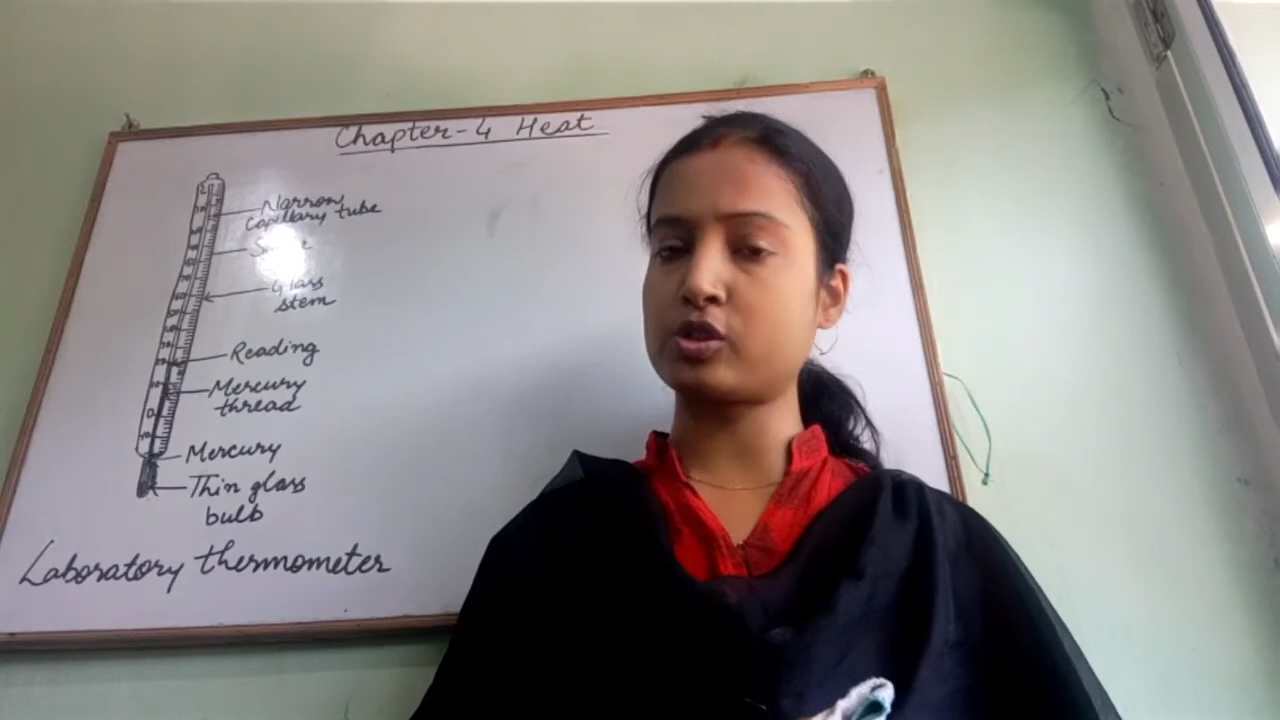 Chapter-4 Heat
Narrow
capillary tube
Glass
stem
Reading
Mercury
thread
Mercury
Thin glass
bulb
Laboratory thermometer